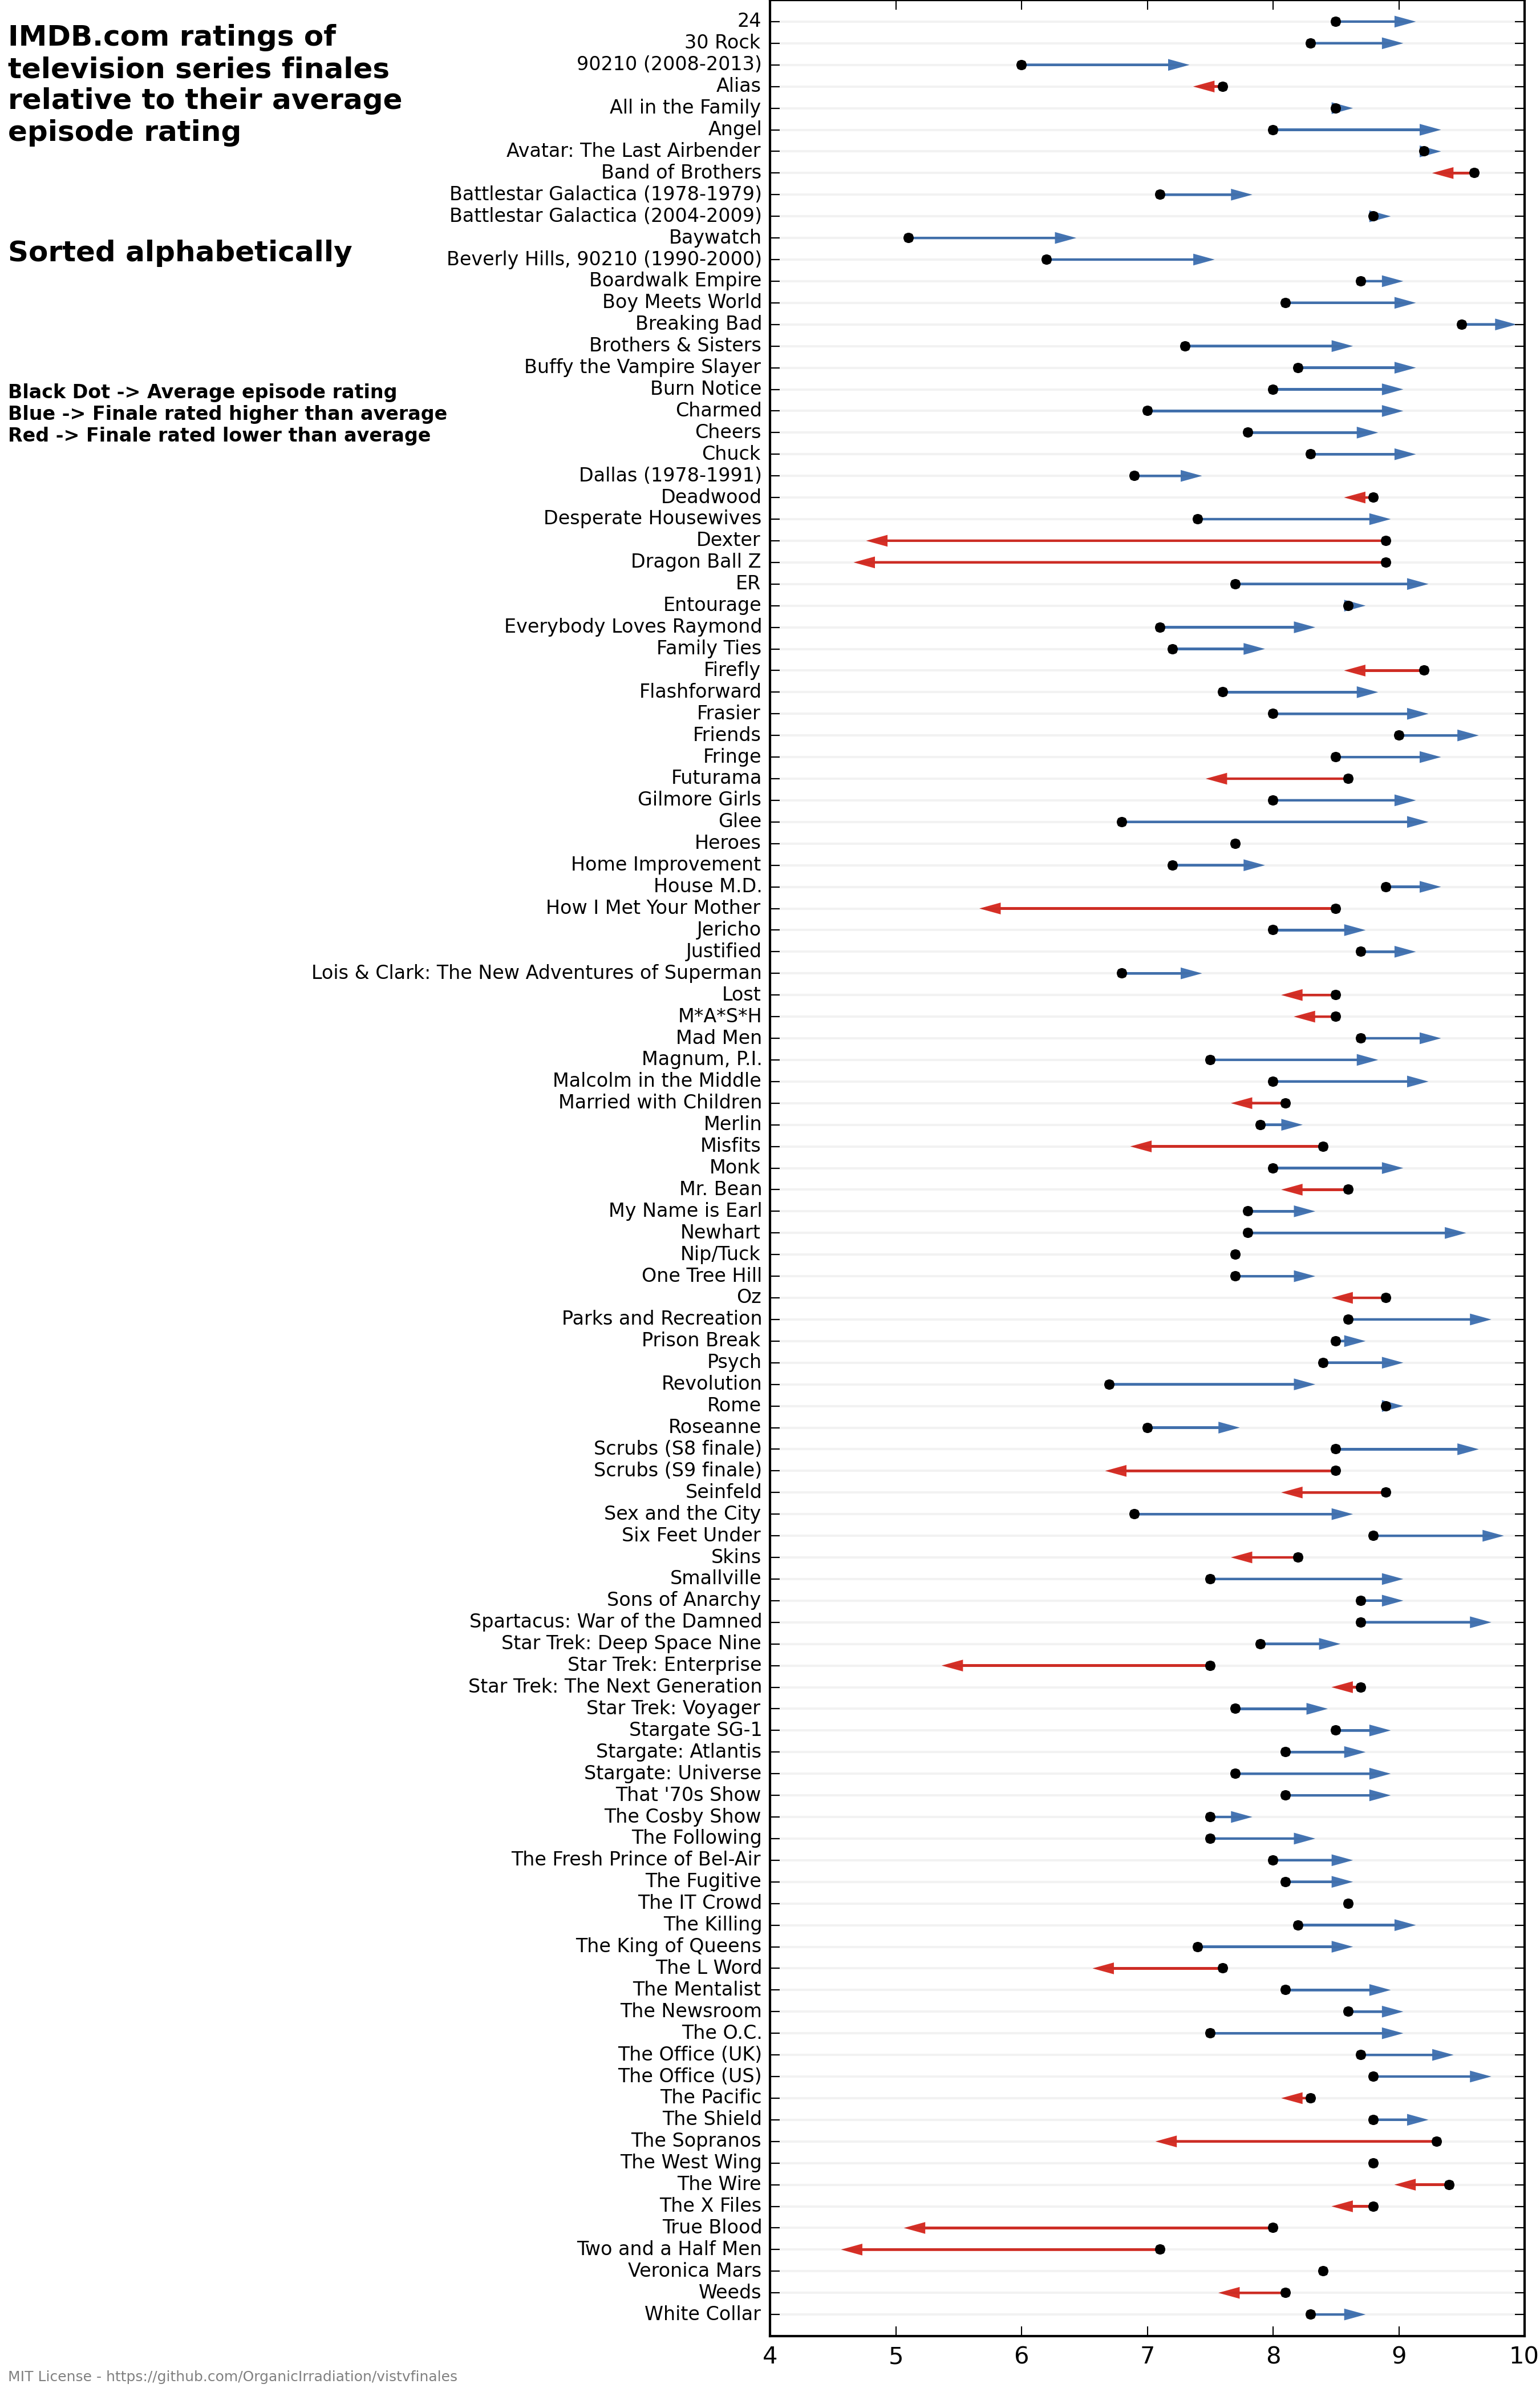 IMDB.com ratings of
television series finales
relative to their average
episode rating
Sorted alphabetically
Black Dot -> Average episode rating
Blue -> Finale rated higher than average
Red -> Finale rated lower than average
24
30 Rock
90210 (2008-2013)
Alias
All in the Family
Angel
Avatar: The Last Airbender
Band of Brothers
Battlestar Galactica (1978-1979)
Battlestar Galactica (2004-2009)
Baywatch
Beverly Hills, 90210 (1990-2000)
Boardwalk Empire
Boy Meets World
Breaking Bad
Brothers & Sisters
Buffy the Vampire Slayer
Burn Notice
Charmed
Cheers
Chuck
Dallas (1978-1991)
Deadwood
Desperate Housewives
Dexter
Dragon Ball Z
ER
Entourage
Everybody Loves Raymond
Family Ties
Firefly
Flashforward
Frasier
Friends
Fringe
Futurama
Gilmore Girls
Glee
Heroes
Home Improvement
House M.D.
How I Met Your Mother
Jericho
Justified
Lois & Clark: The New Adventures of Superman
Lost
M*A*S*H
Mad Men
Magnum, P.I.
Malcolm in the Middle
Married with Children
Merlin
Misfits
Monk
Mr. Bean
My Name is Earl
Newhart
Nip/Tuck
One Tree Hill
Oz
Parks and Recreation
Prison Break
Psych
Revolution
Rome
Roseanne
Scrubs (S8 finale)
Scrubs (S9 finale)
Seinfeld
Sex and the City
Six Feet Under
Skins
Smallville
Sons of Anarchy
Spartacus: War of the Damned
Star Trek: Deep Space Nine
Star Trek: Enterprise
Star Trek: The Next Generation
Star Trek: Voyager
Stargate SG-1
Stargate: Atlantis
Stargate: Universe
That '70s Show
The Cosby Show
The Following
The Fresh Prince of Bel-Air
The Fugitive
The IT Crowd
The Killing
The King of Queens
The L Word
The Mentalist
The Newsroom
The O.C.
The Office (UK)
The Office (US)
The Pacific
The Shield
The Sopranos
The West Wing
The Wire
The X Files
True Blood
Two and a Half Men
Veronica Mars
Weeds
White Collar
4 5 6 7 8 9 10
MIT License - https://github.com/OrganicIrradiation/vistvfinales